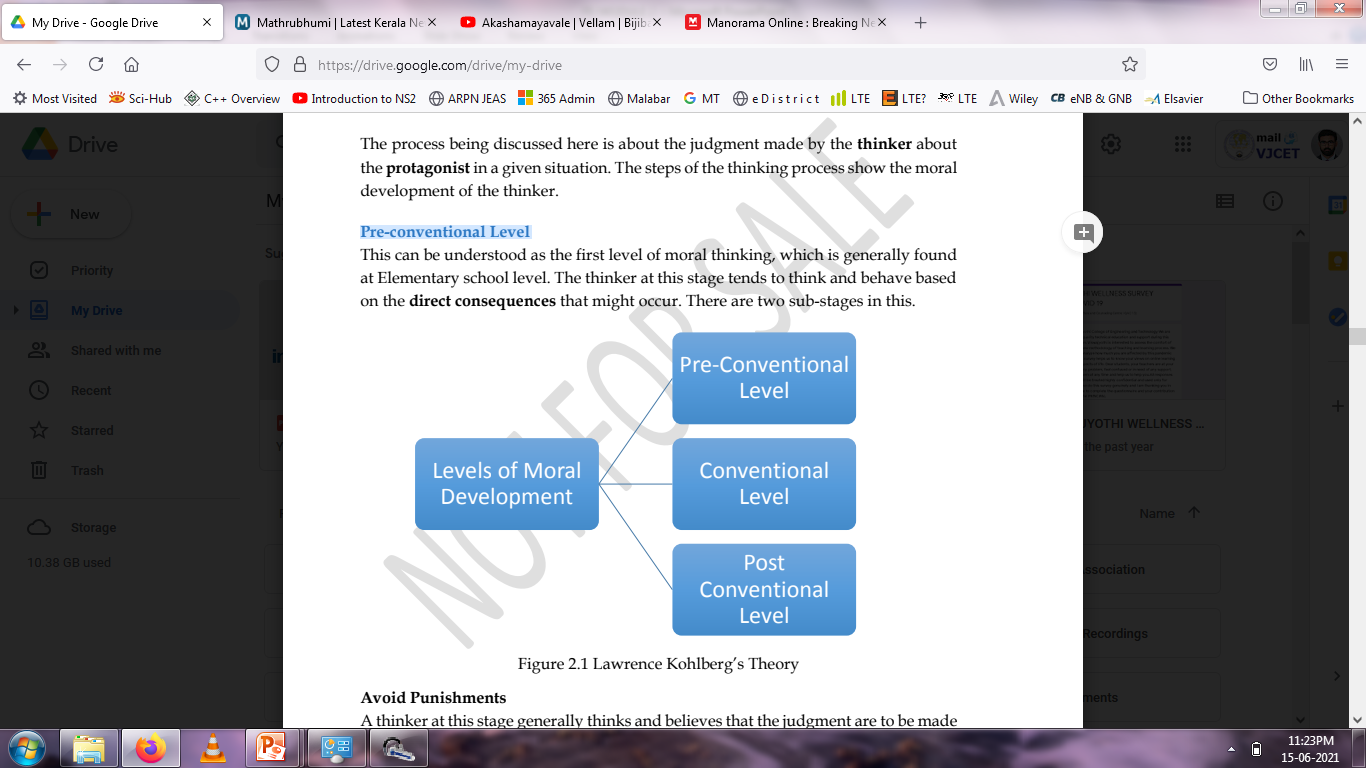 My Drive - Google Drive
Mathrubhumi | Latest Kerala Ne
Akashamayavale | Vellam | Bijib
Manorama Online : Breaking Ne
https://drive.google.com/drive/my-drive
Most Visited Sci-Hub C++ Overview Introduction to NS2 ARPN JEAS 365 Admin Malabar MT e D i s t r i c t LTE LTE? LTE Wiley eNB & GNB Elsavier Other Bookmarks
Drive
mail
VJCET
New
Priority
My Drive
Shared with me
Recent
Starred
Trash
Storage
10.38 GB used
The process being discussed here is about the judgment made by the thinker about
the protagonist in a given situation. The steps of the thinking process show the moral
development of the thinker.
Pre-conventional Level
This can be understood as the first level of moral thinking, which is generally found
at Elementary school level. The thinker at this stage tends to think and behave based
on the direct consequences that might occur. There are two sub-stages in this.
NOT FOR SALE
Levels of Moral
Development
Pre-Conventional
Level
Conventional
Level
Post
Conventional
Level
Figure 2.1 Lawrence Kohlberg's Theory
Avoid Punishments
A thinker at this stage generally thinks and believes that the judgment are to be made
WELLNESS SURVEY
YOTHI WELLNESS ...
the past year
Name
ssociation
Recordings
ments
11:23PM
15-06-2021